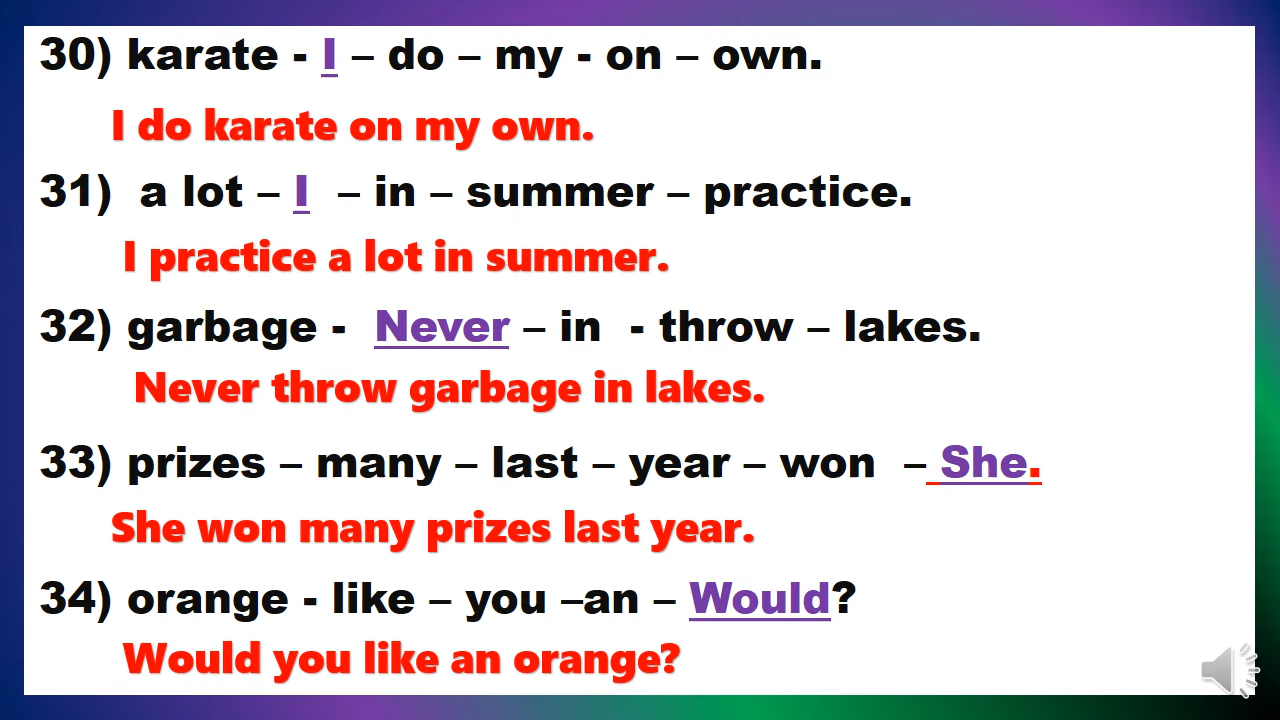 30) karate - I – do – my - on – own.
I do karate on my own.
31) a lot – I – in – summer – practice.
I practice a lot in summer.
32) garbage - Never – in - throw – lakes.
Never throw garbage in lakes.
33) prizes – many – last – year – won – She.
She won many prizes last year.
34) orange - like – you –an – Would?
Would you like an orange?